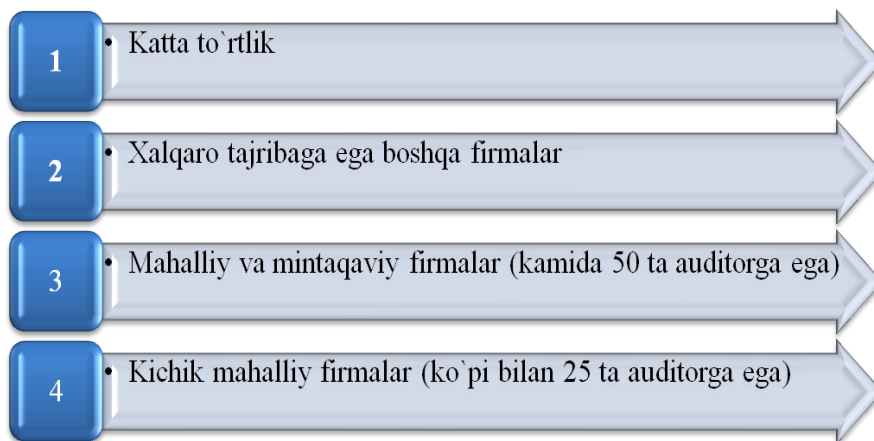 1
• Katta to`rtlik
2
• Xalqaro tajribaga ega boshqa firmalar
3
• Mahalliy va mintaqaviy firmalar (kamida 50 ta auditorga ega)
4
• Kichik mahalliy firmalar (ko`pi bilan 25 ta auditorga ega)